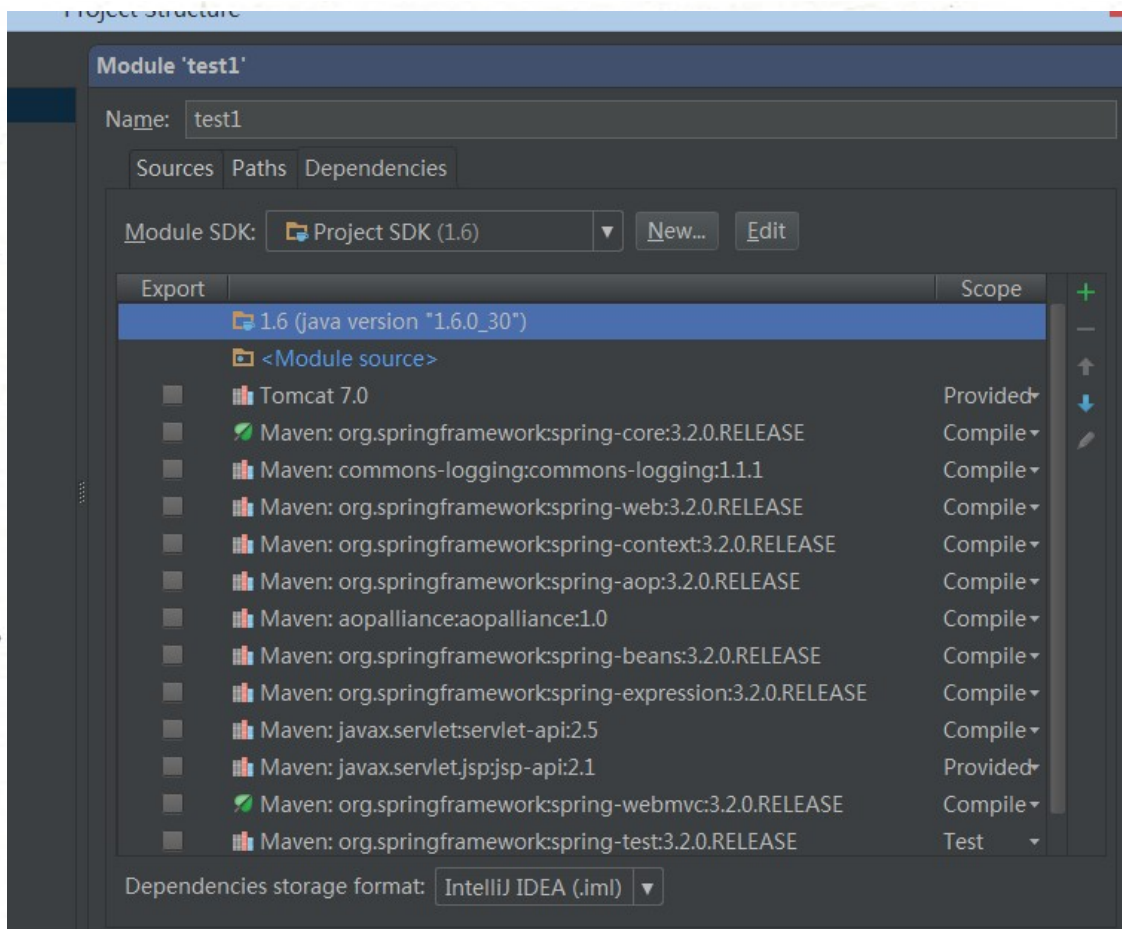 Project Structure
Module 'test1'
Name: test1
Sources Paths Dependencies
Module SDK: Project SDK (1.6) New... Edit
Export Scope
1.6 (java version "1.6.0_30")
<Module source>
Tomcat 7.0 Provided
Maven: org.springframework:spring-core:3.2.0.RELEASE Compile
Maven: commons-logging:commons-logging:1.1.1 Compile
Maven: org.springframework:spring-web:3.2.0.RELEASE Compile
Maven: org.springframework:spring-context:3.2.0.RELEASE Compile
Maven: org.springframework:spring-aop:3.2.0.RELEASE Compile
Maven: aopalliance:aopalliance:1.0 Compile
Maven: org.springframework:spring-beans:3.2.0.RELEASE Compile
Maven: org.springframework:spring-expression:3.2.0.RELEASE Compile
Maven: javax.servlet:servlet-api:2.5 Compile
Maven: javax.servlet.jsp:jsp-api:2.1 Provided
Maven: org.springframework:spring-webmvc:3.2.0.RELEASE Compile
Maven: org.springframework:spring-test:3.2.0.RELEASE Test
Dependencies storage format: IntelliJ IDEA (.iml)